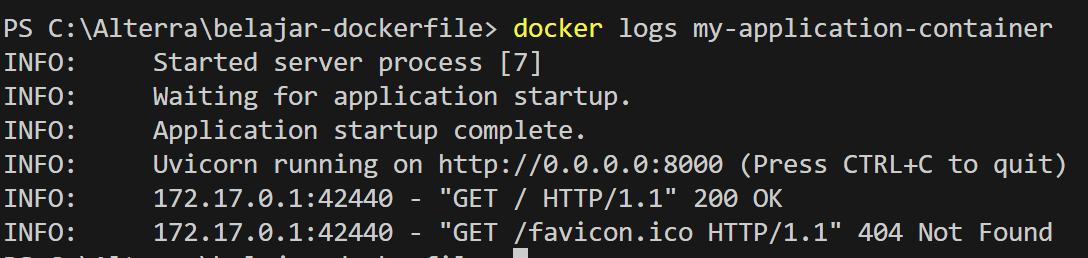 PS C:\Alterra\belajar-dockerfile> docker logs my-application-container
INFO:     Started server process [7]
INFO:     Waiting for application startup.
INFO:     Application startup complete.
INFO:     Uvicorn running on http://0.0.0.0:8000 (Press CTRL+C to quit)
INFO:     172.17.0.1:42440 - "GET / HTTP/1.1" 200 OK
INFO:     172.17.0.1:42440 - "GET /favicon.ico HTTP/1.1" 404 Not Found